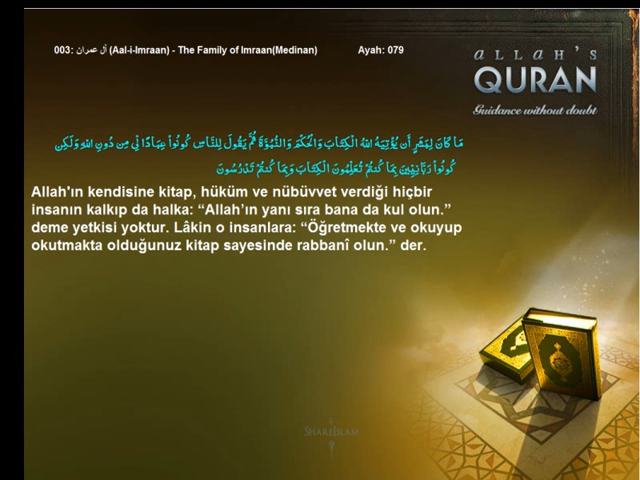 003: آل عمران (Aal-i-Imraan) - The Family of Imraan(Medinan) Ayah: 079
ALLAH'S
QURAN
Guidance without doubt
مَا كَانَ لِبَشَرٍ أَن يُؤْتِيَهُ اللّهُ الْكِتَابَ وَالْحُكْمَ وَالنُّبُوَّةَ ثُمَّ يَقُولَ لِلنَّاسِ كُونُواْ عِبَادًا لِّي مِن دُونِ اللّهِ وَلَكِن
كُونُواْ رَبَّانِيِّينَ بِمَا كُنتُمْ تُعَلِّمُونَ الْكِتَابَ وَبِمَا كُنتُمْ تَدْرُسُونَ
Allah'ın kendisine kitap, hüküm ve nübüvvet verdiği hiçbir
insanın kalkıp da halka: “Allah’ın yanı sıra bana da kul olun.”
deme yetkisi yoktur. Lâkin o insanlara: “Öğretmekte ve okuyup
okutmakta olduğunuz kitap sayesinde rabbanî olun.” der.
SHAREISLAM